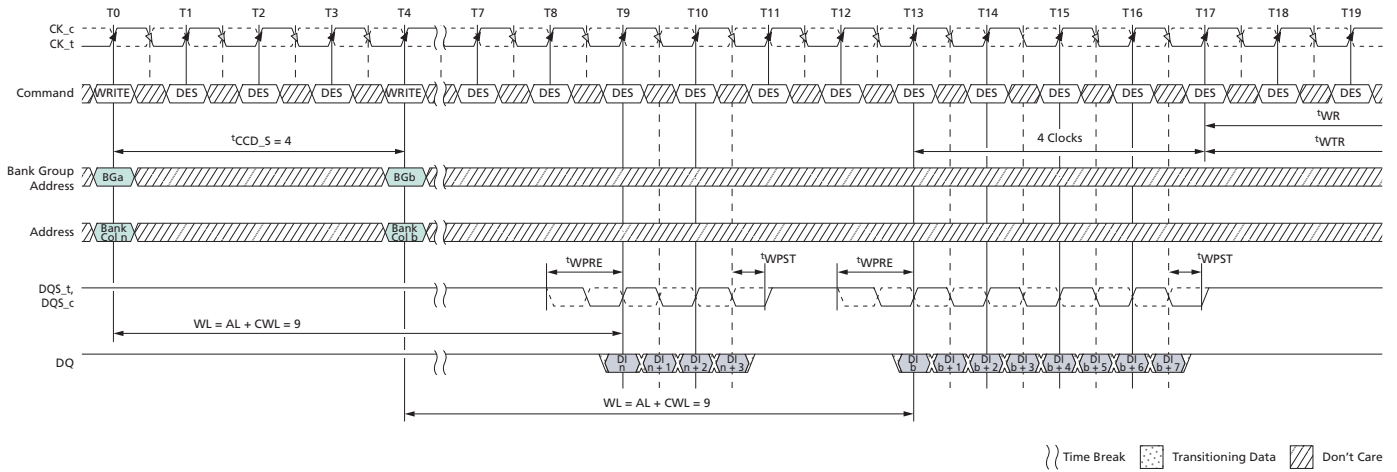 T0 T1 T2 T3 T4 T7 T8 T9 T10 T11 T12 T13 T14 T15 T16 T17 T18 T19
CK_c
CK_t
Command WRITE DES DES DES WRITE DES DES DES DES DES DES DES DES DES DES DES DES DES
tWR
tCCD_S = 4 4 Clocks
tWTR
Bank Group
Address BGa BGb
Address Bank
Col n Bank
Col b
tWPRE tWPST tWPRE tWPST
DQS_t,
DQS_c
WL = AL + CWL = 9
DQ DI
n DI
n + 1 DI
n + 2 DI
n + 3 DI
b DI
b + 1 DI
b + 2 DI
b + 3 DI
b + 4 DI
b + 5 DI
b + 6 DI
b + 7
WL = AL + CWL = 9
Time Break Transitioning Data Don't Care